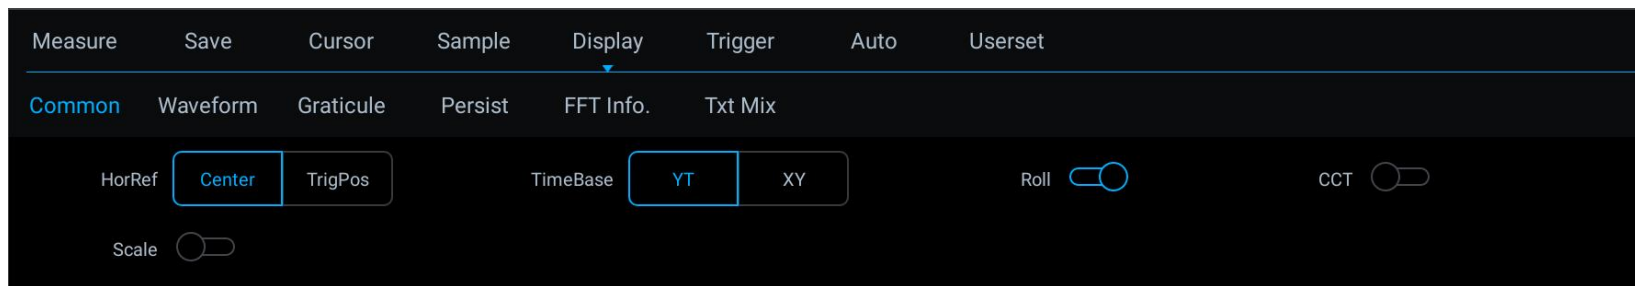 Measure Save Cursor Sample Display Trigger Auto Userset
Common Waveform Graticule Persist FFT Info. Txt Mix
HorRef Center TrigPos TimeBase YT XY Roll CCT
Scale